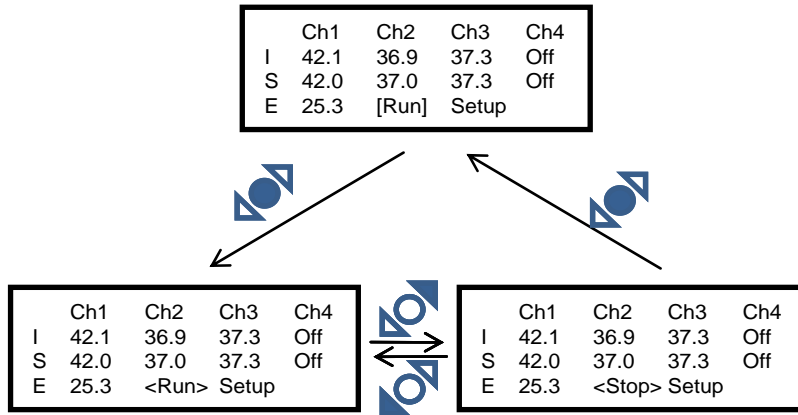 Ch1 Ch2 Ch3 Ch4
I 42.1 36.9 37.3 Off
S 42.0 37.0 37.3 Off
E 25.3 [Run] Setup
Ch1 Ch2 Ch3 Ch4
I 42.1 36.9 37.3 Off
S 42.0 37.0 37.3 Off
E 25.3 <Run> Setup
Ch1 Ch2 Ch3 Ch4
I 42.1 36.9 37.3 Off
S 42.0 37.0 37.3 Off
E 25.3 <Stop> Setup